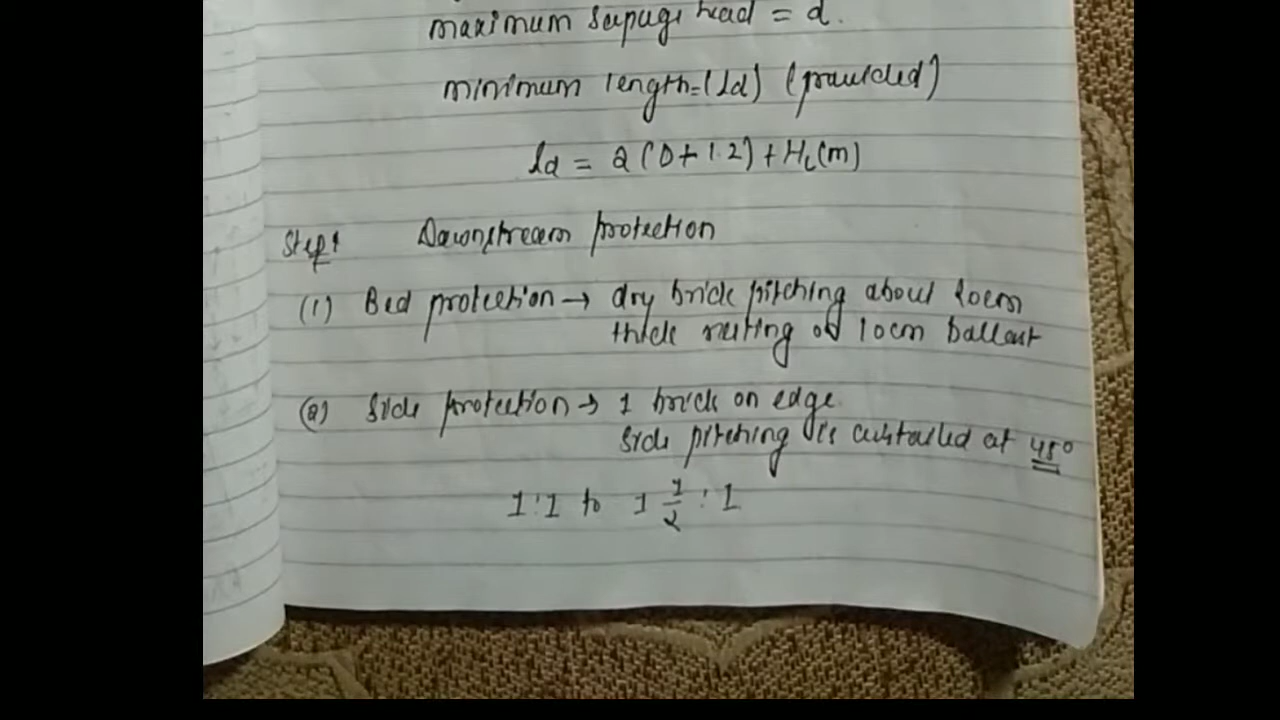 maximum seepage head = d.
minimum length = (ld) (provided)
ld = 2 (D + 1.2) + HL (m)
Step! Downstream protection
(1) Bed protection → dry brick pitching about 20cm
thick resting on 10cm ballast
(2) Side protection → 1 brick on edge.
side pitching is curtailed at 45°
1:1 to 1 1/2 : 1